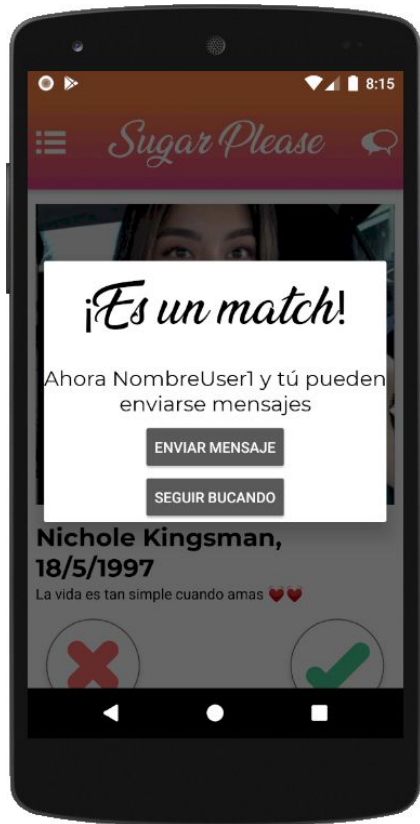 8:15
Sugar Please
¡Es un match!
Ahora NombreUser1 y tú pueden
enviarse mensajes
ENVIAR MENSAJE
SEGUIR BUCANDO
Nichole Kingsman,
18/5/1997
La vida es tan simple cuando amas ❤❤